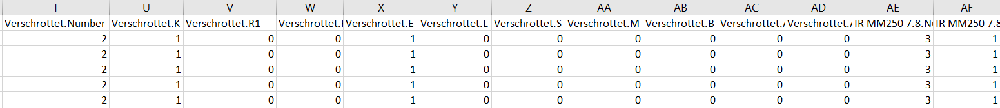 T U V W X Y Z AA AB AC AD AE AF
Verschrottet.Number Verschrottet.K Verschrottet.R1 Verschrottet. Verschrottet.E Verschrottet.L Verschrottet.S Verschrottet.M Verschrottet.B Verschrottet. Verschrottet. IR MM250 7.8.Nu IR MM250 7.8
2 1 0 0 1 0 0 0 0 0 0 3 1
2 1 0 0 1 0 0 0 0 0 0 3 1
2 1 0 0 1 0 0 0 0 0 0 3 1
2 1 0 0 1 0 0 0 0 0 0 3 1
2 1 0 0 1 0 0 0 0 0 0 3 1